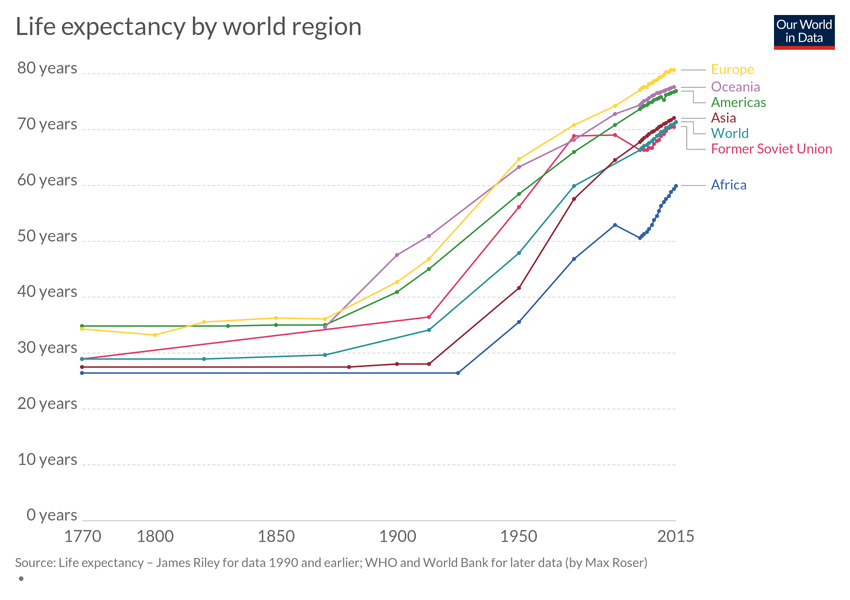 Life expectancy by world region
Our World
in Data
80 years
70 years
60 years
50 years
40 years
30 years
20 years
10 years
0 years
Europe
Oceania
Americas
Asia
World
Former Soviet Union
Africa
1770
1800
1850
1900
1950
2015
Source: Life expectancy – James Riley for data 1990 and earlier; WHO and World Bank for later data (by Max Roser)
•